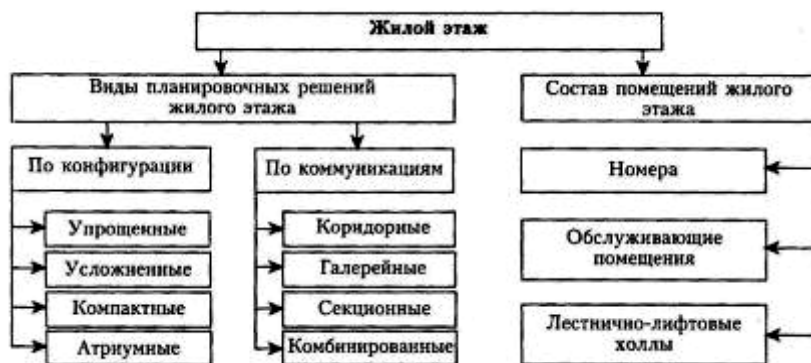 Жилой этаж
Виды планировочных решений
жилого этажа
Состав помещений жилого
этажа
По конфигурации
По коммуникациям
Номера
Упрощенные
Коридорные
Обслуживающие
помещения
Усложненные
Галерейные
Компактные
Секционные
Лестнично-лифтовые
холлы
Атриумные
Комбинированные